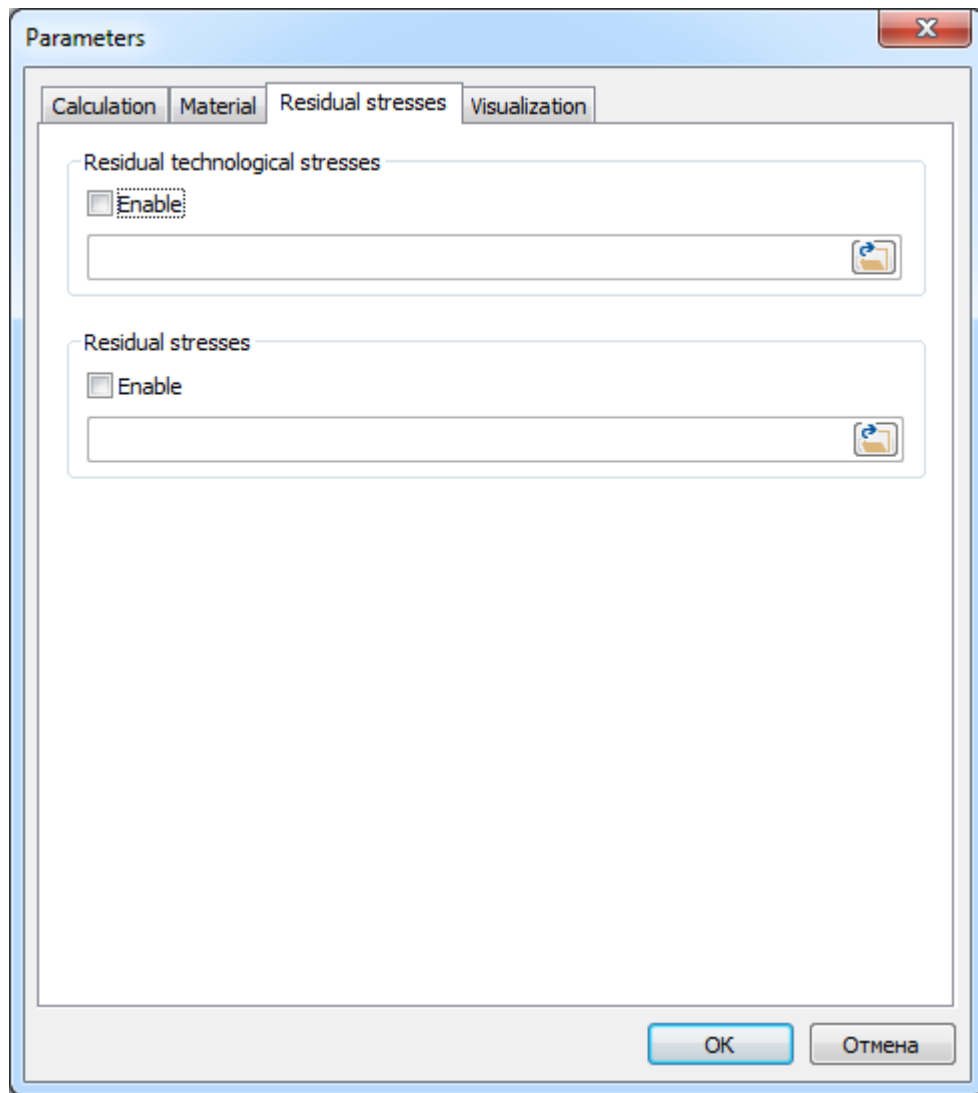 Parameters
Calculation Material Residual stresses Visualization
Residual technological stresses
Enable
Residual stresses
Enable
OK Отмена